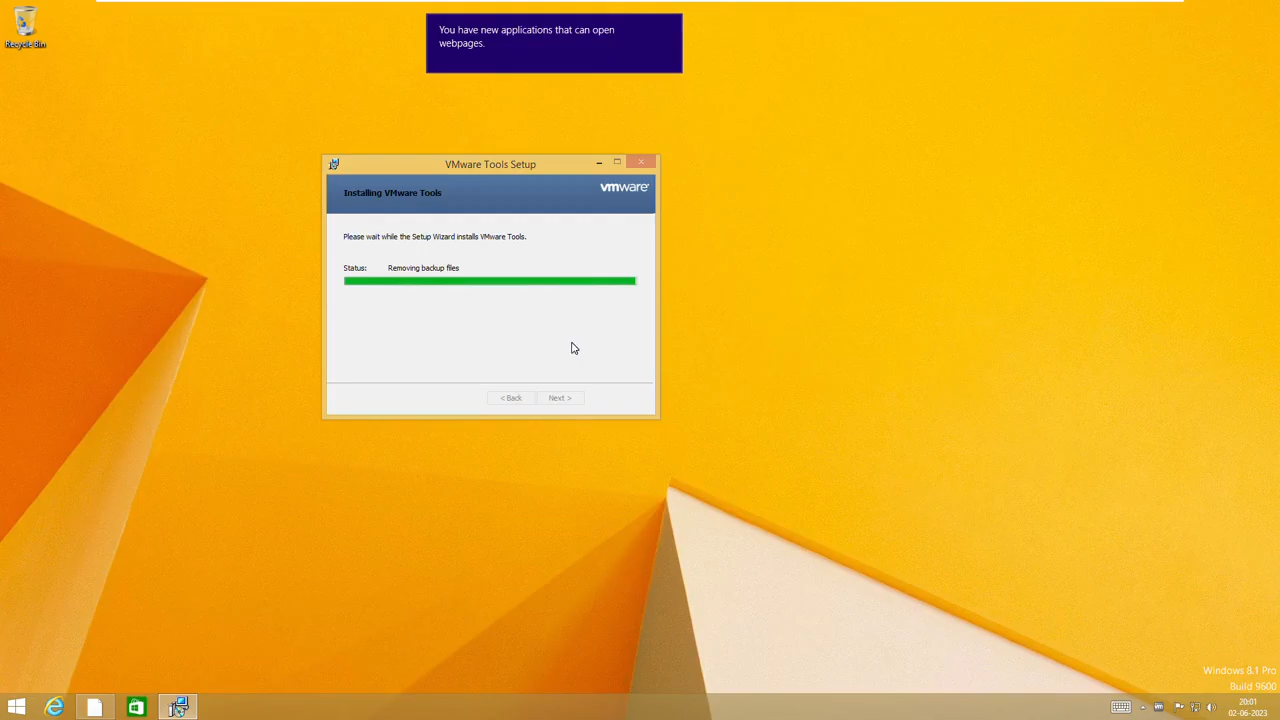 You have new applications that can open
webpages.
Recycle Bin
VMware Tools Setup
Installing VMware Tools
vmware
Please wait while the Setup Wizard installs VMware Tools.
Status: Removing backup files
< Back Next >
Windows 8.1 Pro
Build 9600
20:01
02-06-2023